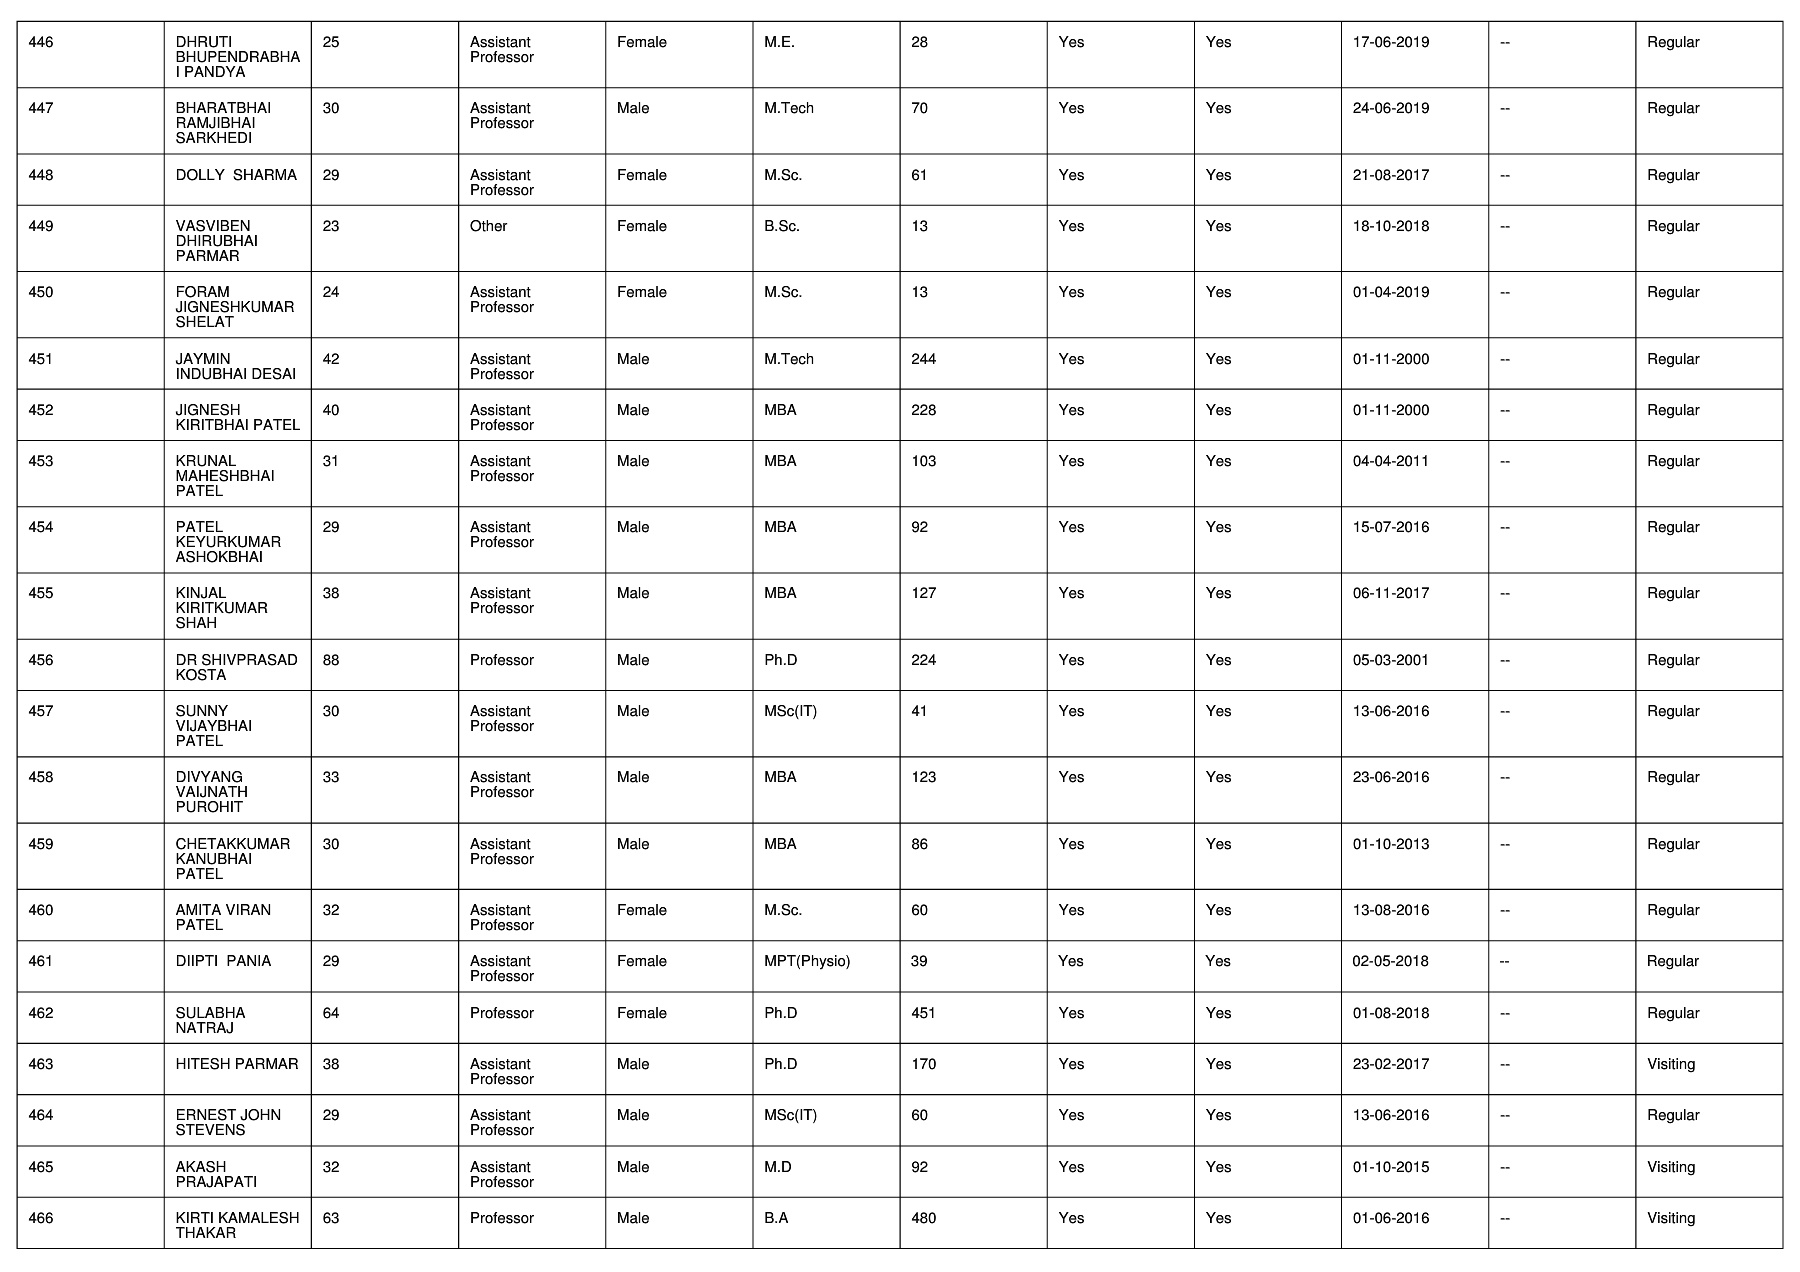 446 DHRUTI 25 Assistant Female M.E. 28 Yes Yes 17-06-2019 -- Regular
BHUPENDRABHA Professor
I PANDYA
447 BHARATBHAI 30 Assistant Male M.Tech 70 Yes Yes 24-06-2019 -- Regular
RAMJIBHAI Professor
SARKHEDI
448 DOLLY SHARMA 29 Assistant Female M.Sc. 61 Yes Yes 21-08-2017 -- Regular
Professor
449 VASVIBEN 23 Other Female B.Sc. 13 Yes Yes 18-10-2018 -- Regular
DHIRUBHAI
PARMAR
450 FORAM 24 Assistant Female M.Sc. 13 Yes Yes 01-04-2019 -- Regular
JIGNESHKUMAR Professor
SHELAT
451 JAYMIN 42 Assistant Male M.Tech 244 Yes Yes 01-11-2000 -- Regular
INDUBHAI DESAI Professor
452 JIGNESH 40 Assistant Male MBA 228 Yes Yes 01-11-2000 -- Regular
KIRITBHAI PATEL Professor
453 KRUNAL 31 Assistant Male MBA 103 Yes Yes 04-04-2011 -- Regular
MAHESHBHAI Professor
PATEL
454 PATEL 29 Assistant Male MBA 92 Yes Yes 15-07-2016 -- Regular
KEYURKUMAR Professor
ASHOKBHAI
455 KINJAL 38 Assistant Male MBA 127 Yes Yes 06-11-2017 -- Regular
KIRITKUMAR Professor
SHAH
456 DR SHIVPRASAD 88 Professor Male Ph.D 224 Yes Yes 05-03-2001 -- Regular
KOSTA
457 SUNNY 30 Assistant Male MSc(IT) 41 Yes Yes 13-06-2016 -- Regular
VIJAYBHAI Professor
PATEL
458 DIVYANG 33 Assistant Male MBA 123 Yes Yes 23-06-2016 -- Regular
VAIJNATH Professor
PUROHIT
459 CHETAKKUMAR 30 Assistant Male MBA 86 Yes Yes 01-10-2013 -- Regular
KANUBHAI Professor
PATEL
460 AMITA VIRAN 32 Assistant Female M.Sc. 60 Yes Yes 13-08-2016 -- Regular
PATEL Professor
461 DIIPTI PANIA 29 Assistant Female MPT(Physio) 39 Yes Yes 02-05-2018 -- Regular
Professor
462 SULABHA 64 Professor Female Ph.D 451 Yes Yes 01-08-2018 -- Regular
NATRAJ
463 HITESH PARMAR 38 Assistant Male Ph.D 170 Yes Yes 23-02-2017 -- Visiting
Professor
464 ERNEST JOHN 29 Assistant Male MSc(IT) 60 Yes Yes 13-06-2016 -- Regular
STEVENS Professor
465 AKASH 32 Assistant Male M.D 92 Yes Yes 01-10-2015 -- Visiting
PRAJAPATI Professor
466 KIRTI KAMALESH 63 Professor Male B.A 480 Yes Yes 01-06-2016 -- Visiting
THAKAR